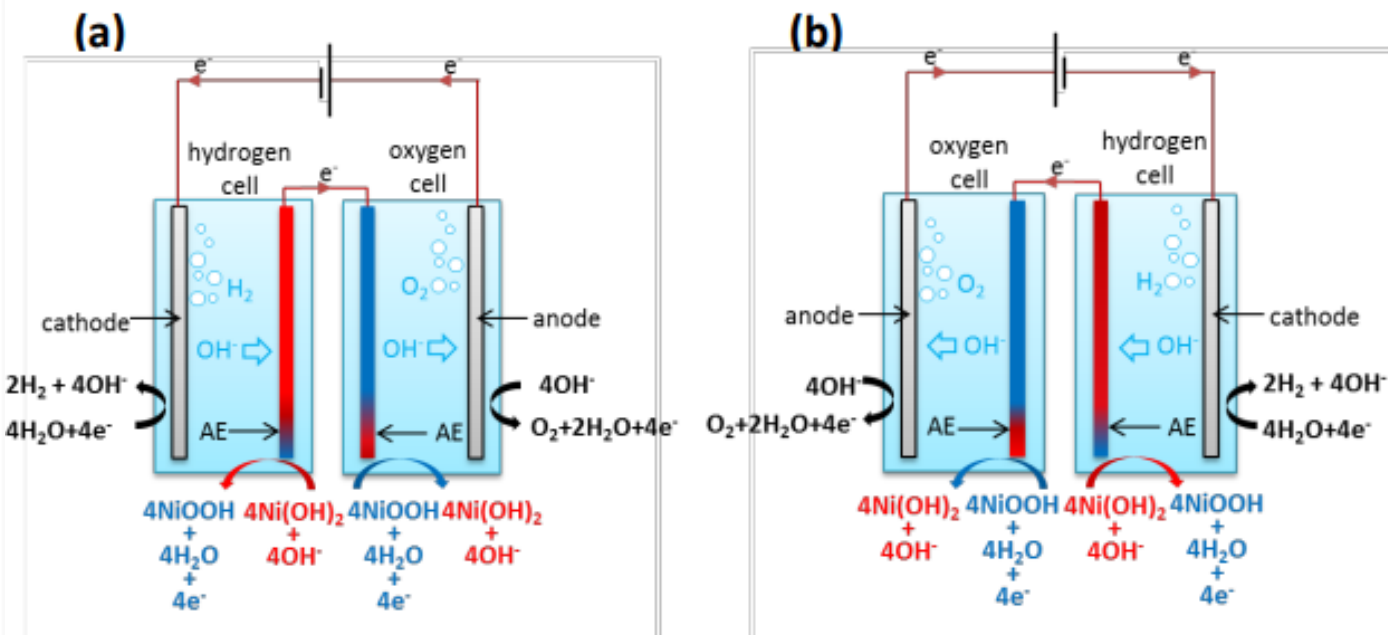 (a)
e⁻ e⁻
hydrogen
cell
oxygen
cell
e⁻
H₂
O₂
cathode
anode
OH⁻
OH⁻
2H₂ + 4OH⁻
4H₂O+4e⁻
4OH⁻
O₂+2H₂O+4e⁻
AE
AE
4NiOOH
+
4H₂O
+
4e⁻
4Ni(OH)₂
+
4OH⁻
4NiOOH
+
4H₂O
+
4e⁻
4Ni(OH)₂
+
4OH⁻
(b)
e⁻ e⁻
oxygen
cell
hydrogen
cell
e⁻
O₂
H₂
anode
cathode
OH⁻
OH⁻
4OH⁻
O₂+2H₂O+4e⁻
2H₂ + 4OH⁻
4H₂O+4e⁻
AE
AE
4Ni(OH)₂
+
4OH⁻
4NiOOH
+
4H₂O
+
4e⁻
4Ni(OH)₂
+
4OH⁻
4NiOOH
+
4H₂O
+
4e⁻